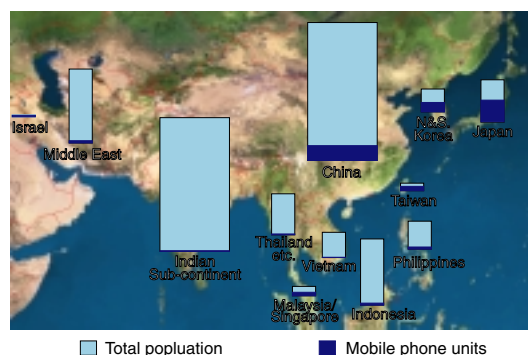 Israel
Middle East
Indian
Sub-continent
China
N&S.
Korea
Japan
Taiwan
Thailand
etc.
Vietnam
Philippines
Malaysia/
Singapore
Indonesia
Total popluation
Mobile phone units